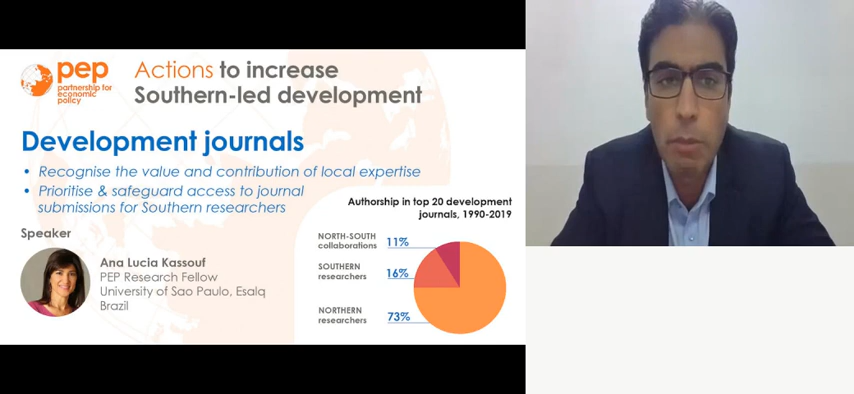 pep
partnership for
economic
policy
Actions to increase
Southern-led development
Development journals
• Recognise the value and contribution of local expertise
• Prioritise & safeguard access to journal
submissions for Southern researchers
Speaker
Ana Lucia Kassouf
PEP Research Fellow
University of Sao Paulo, Esalq
Brazil
Authorship in top 20 development
journals, 1990-2019
NORTH-SOUTH
collaborations 11%
SOUTHERN
researchers 16%
NORTHERN
researchers 73%